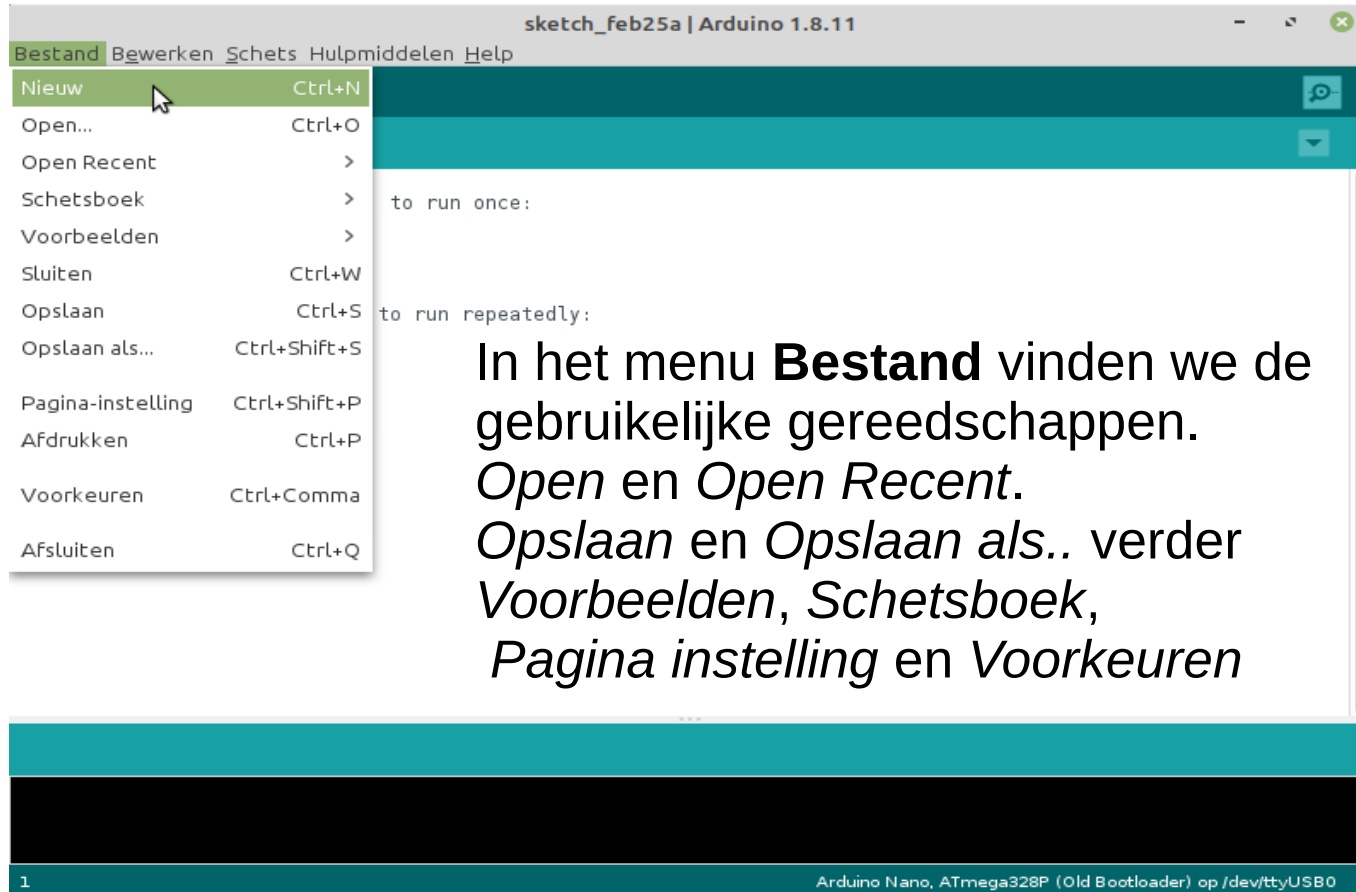 sketch_feb25a | Arduino 1.8.11
Bestand Bewerken Schets Hulpmiddelen Help
Nieuw Ctrl+N
Open... Ctrl+O
Open Recent >
Schetsboek >
Voorbeelden >
Sluiten Ctrl+W
Opslaan Ctrl+S
Opslaan als... Ctrl+Shift+S
Pagina-instelling Ctrl+Shift+P
Afdrukken Ctrl+P
Voorkeuren Ctrl+Comma
Afsluiten Ctrl+Q
to run once:
to run repeatedly:
In het menu Bestand vinden we de
gebruikelijke gereedschappen.
Open en Open Recent.
Opslaan en Opslaan als.. verder
Voorbeelden, Schetsboek,
Pagina instelling en Voorkeuren
1 Arduino Nano, ATmega328P (Old Bootloader) op /dev/ttyUSB0